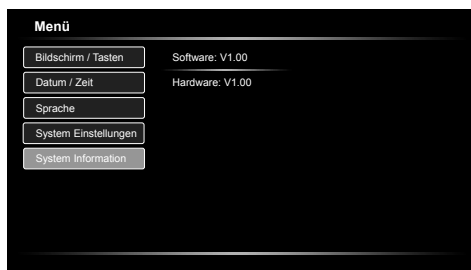 Menü
Bildschirm / Tasten
Datum / Zeit
Sprache
System Einstellungen
System Information
Software: V1.00
Hardware: V1.00